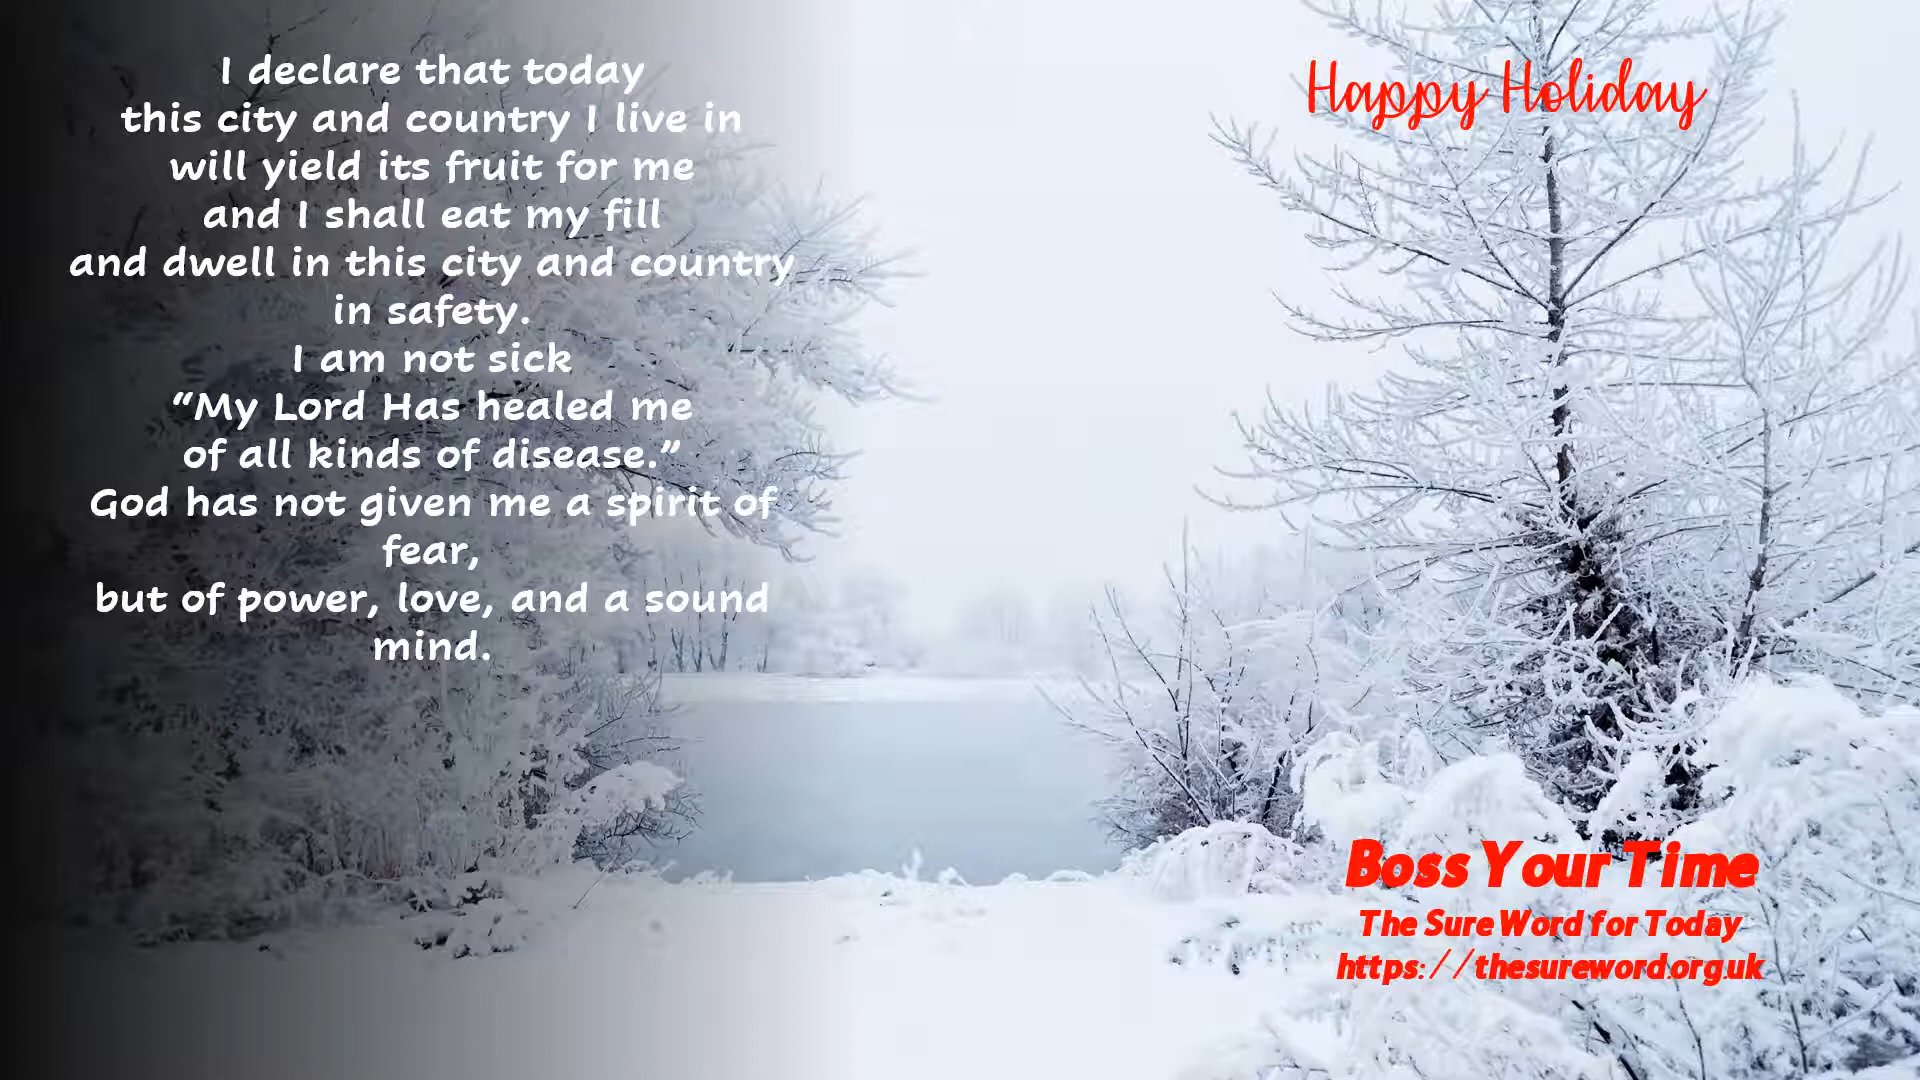 I declare that today
this city and country I live in
will yield its fruit for me
and I shall eat my fill
and dwell in this city and country
in safety.
I am not sick
“My Lord Has healed me
of all kinds of disease.”
God has not given me a spirit of
fear,
but of power, love, and a sound
mind.
Happy Holiday
Boss Your Time
The Sure Word for Today
https://thesureword.org.uk